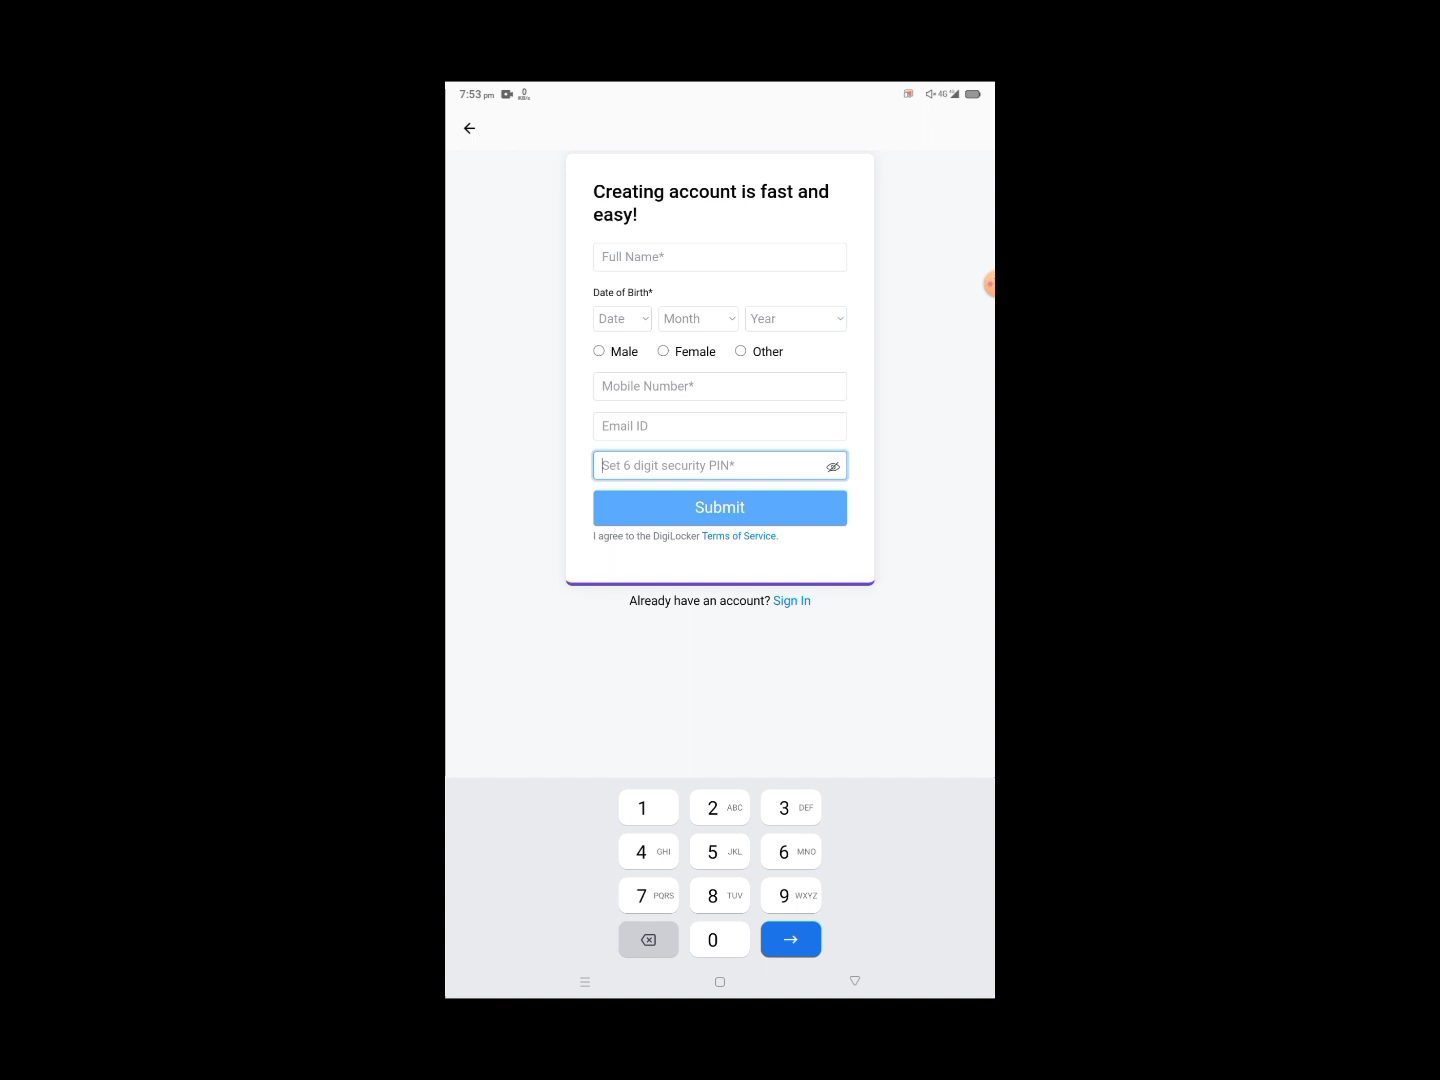 7:53 pm 0 KB/s 4G
Creating account is fast and
easy!
Full Name*
Date of Birth*
Date Month Year
Male Female Other
Mobile Number*
Email ID
Set 6 digit security PIN*
Submit
I agree to the DigiLocker Terms of Service.
Already have an account? Sign In
1 2 ABC 3 DEF
4 GHI 5 JKL 6 MNO
7 PQRS 8 TUV 9 WXYZ
0